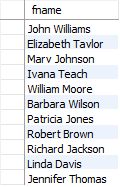 fname
John Williams
Elizabeth Taylor
Mary Johnson
Ivana Teach
William Moore
Barbara Wilson
Patricia Jones
Robert Brown
Richard Jackson
Linda Davis
Jennifer Thomas